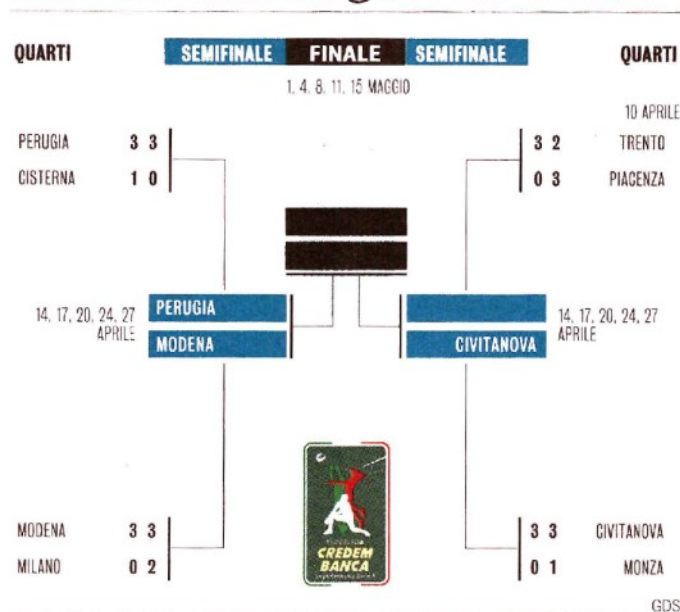 QUARTI SEMIFINALE FINALE SEMIFINALE QUARTI
1, 4, 8, 11, 15 MAGGIO
10 APRILE
PERUGIA 3 3
CISTERNA 1 0
3 2 TRENTO
0 3 PIACENZA
14, 17, 20, 24, 27
APRILE
PERUGIA
MODENA
CIVITANOVA
14, 17, 20, 24, 27
APRILE
MODENA 3 3
MILANO 0 2
CREDEM
BANCA
3 3 CIVITANOVA
0 1 MONZA
GDS